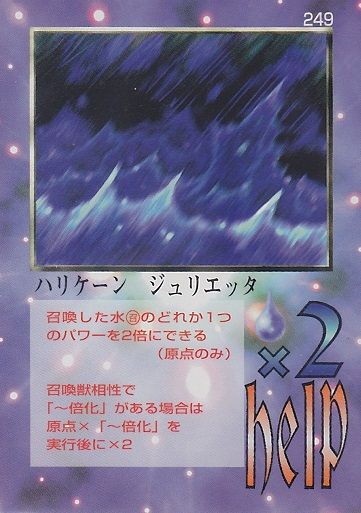 249
ハリケーン　ジュリエッタ
召喚した水㊁のどれか1つ
のパワーを2倍にできる
(原点のみ)
召喚獣相性で
「～倍化」がある場合は
原点×「～倍化」を
実行後に×2
×2
help